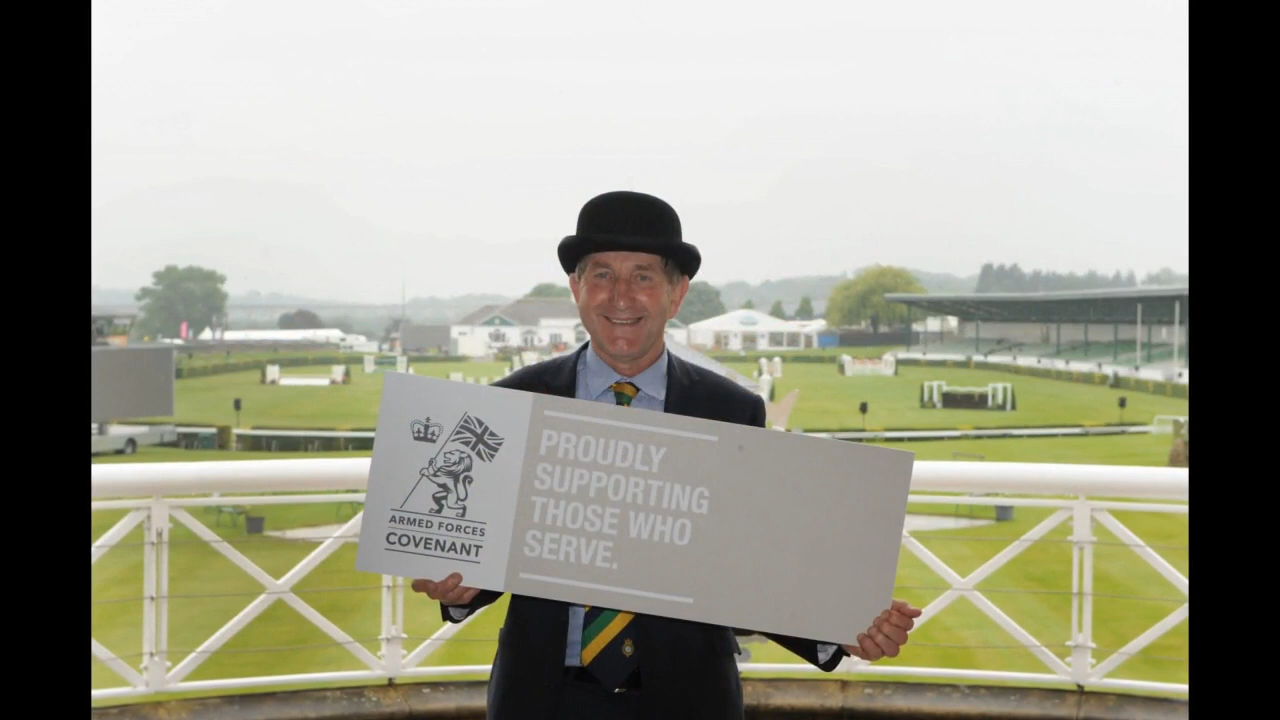 ARMED FORCES
COVENANT
PROUDLY
SUPPORTING
THOSE WHO
SERVE.